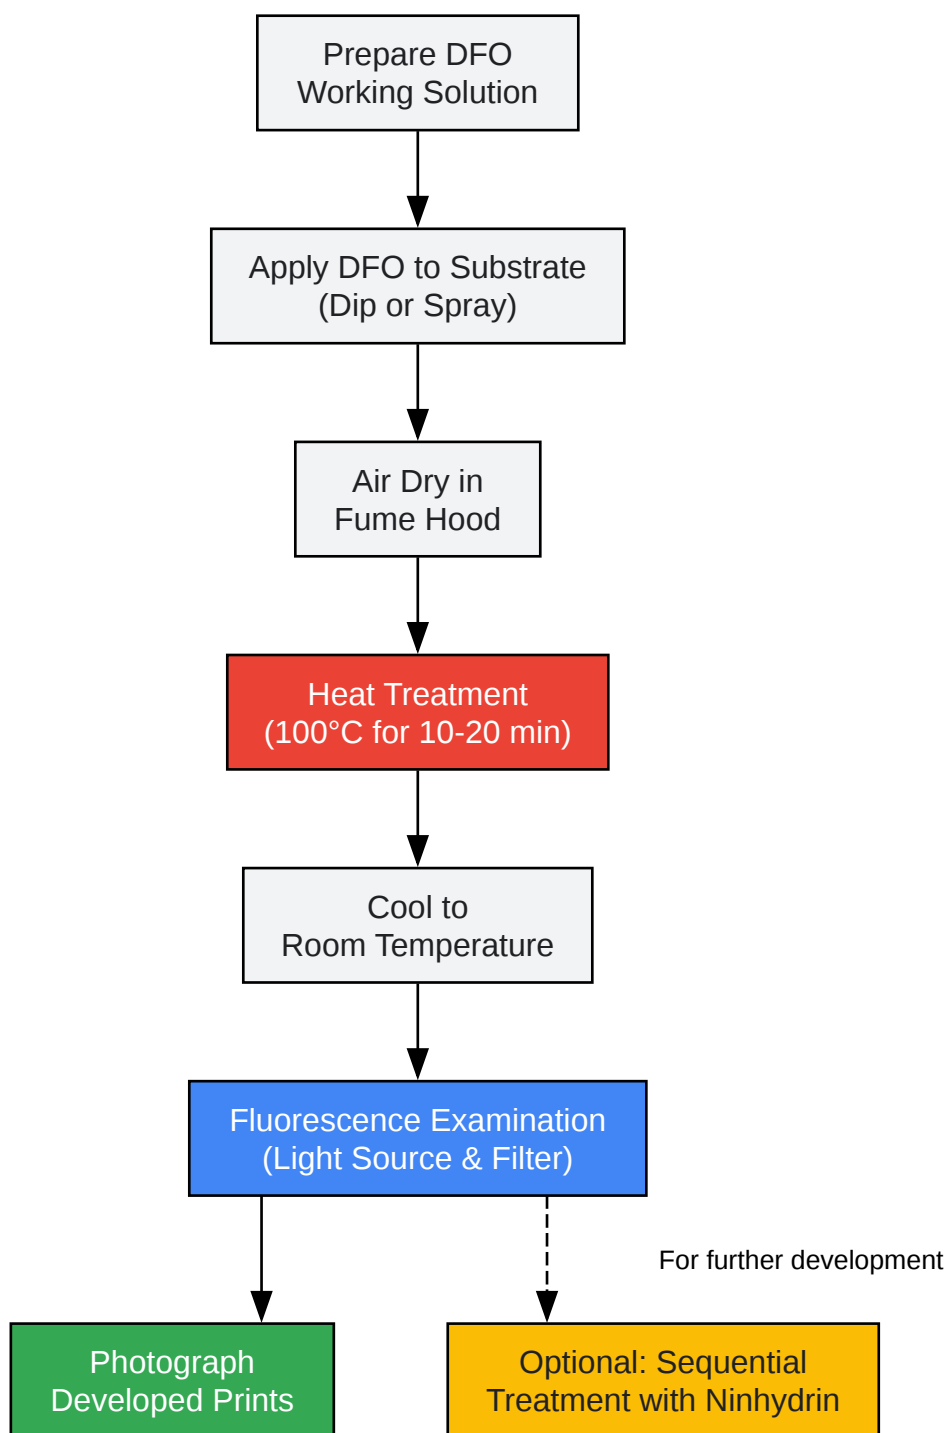 Prepare DFO
Working Solution
Apply DFO to Substrate
(Dip or Spray)
Air Dry in
Fume Hood
Heat Treatment
(100°C for 10-20 min)
Cool to
Room Temperature
Fluorescence Examination
(Light Source & Filter)
For further development
Photograph
Developed Prints
Optional: Sequential
Treatment with Ninhydrin